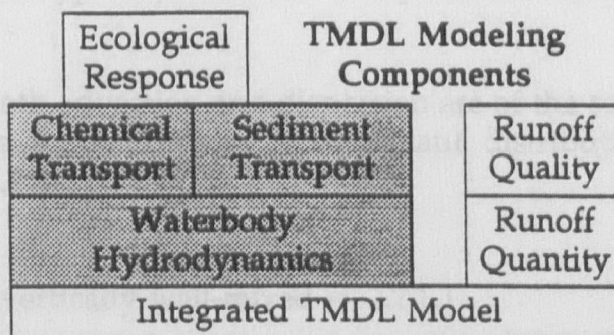 Ecological
Response
TMDL Modeling
Components
Chemical
Transport
Sediment
Transport
Runoff
Quality
Waterbody
Hydrodynamics
Runoff
Quantity
Integrated TMDL Model